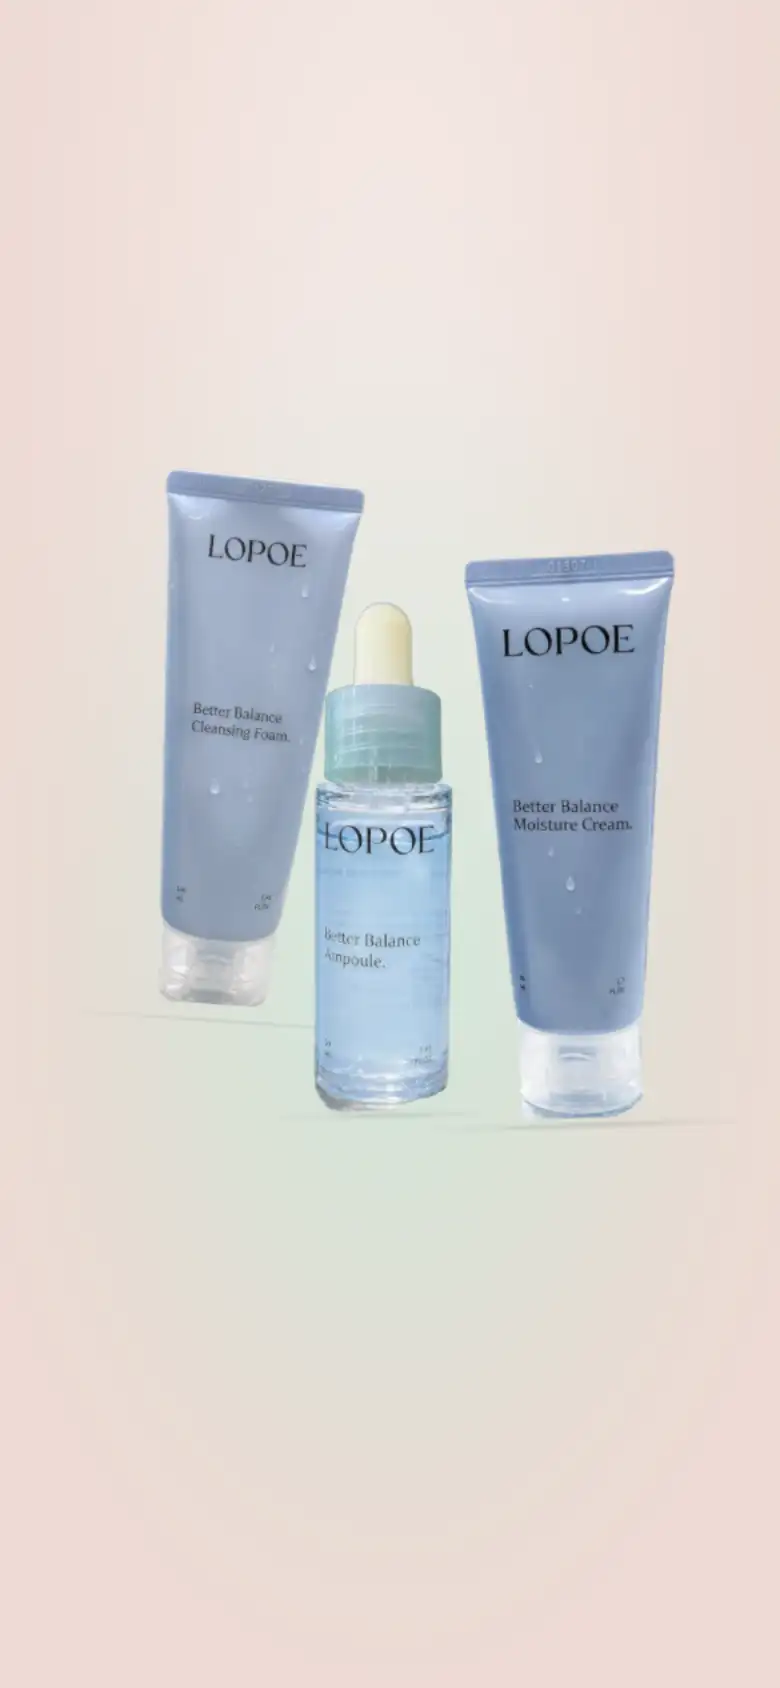 LOPOE
Better Balance
Cleansing Foam.
LOPOE
Better Balance
Ampoule.
LOPOE
Better Balance
Moisture Cream.